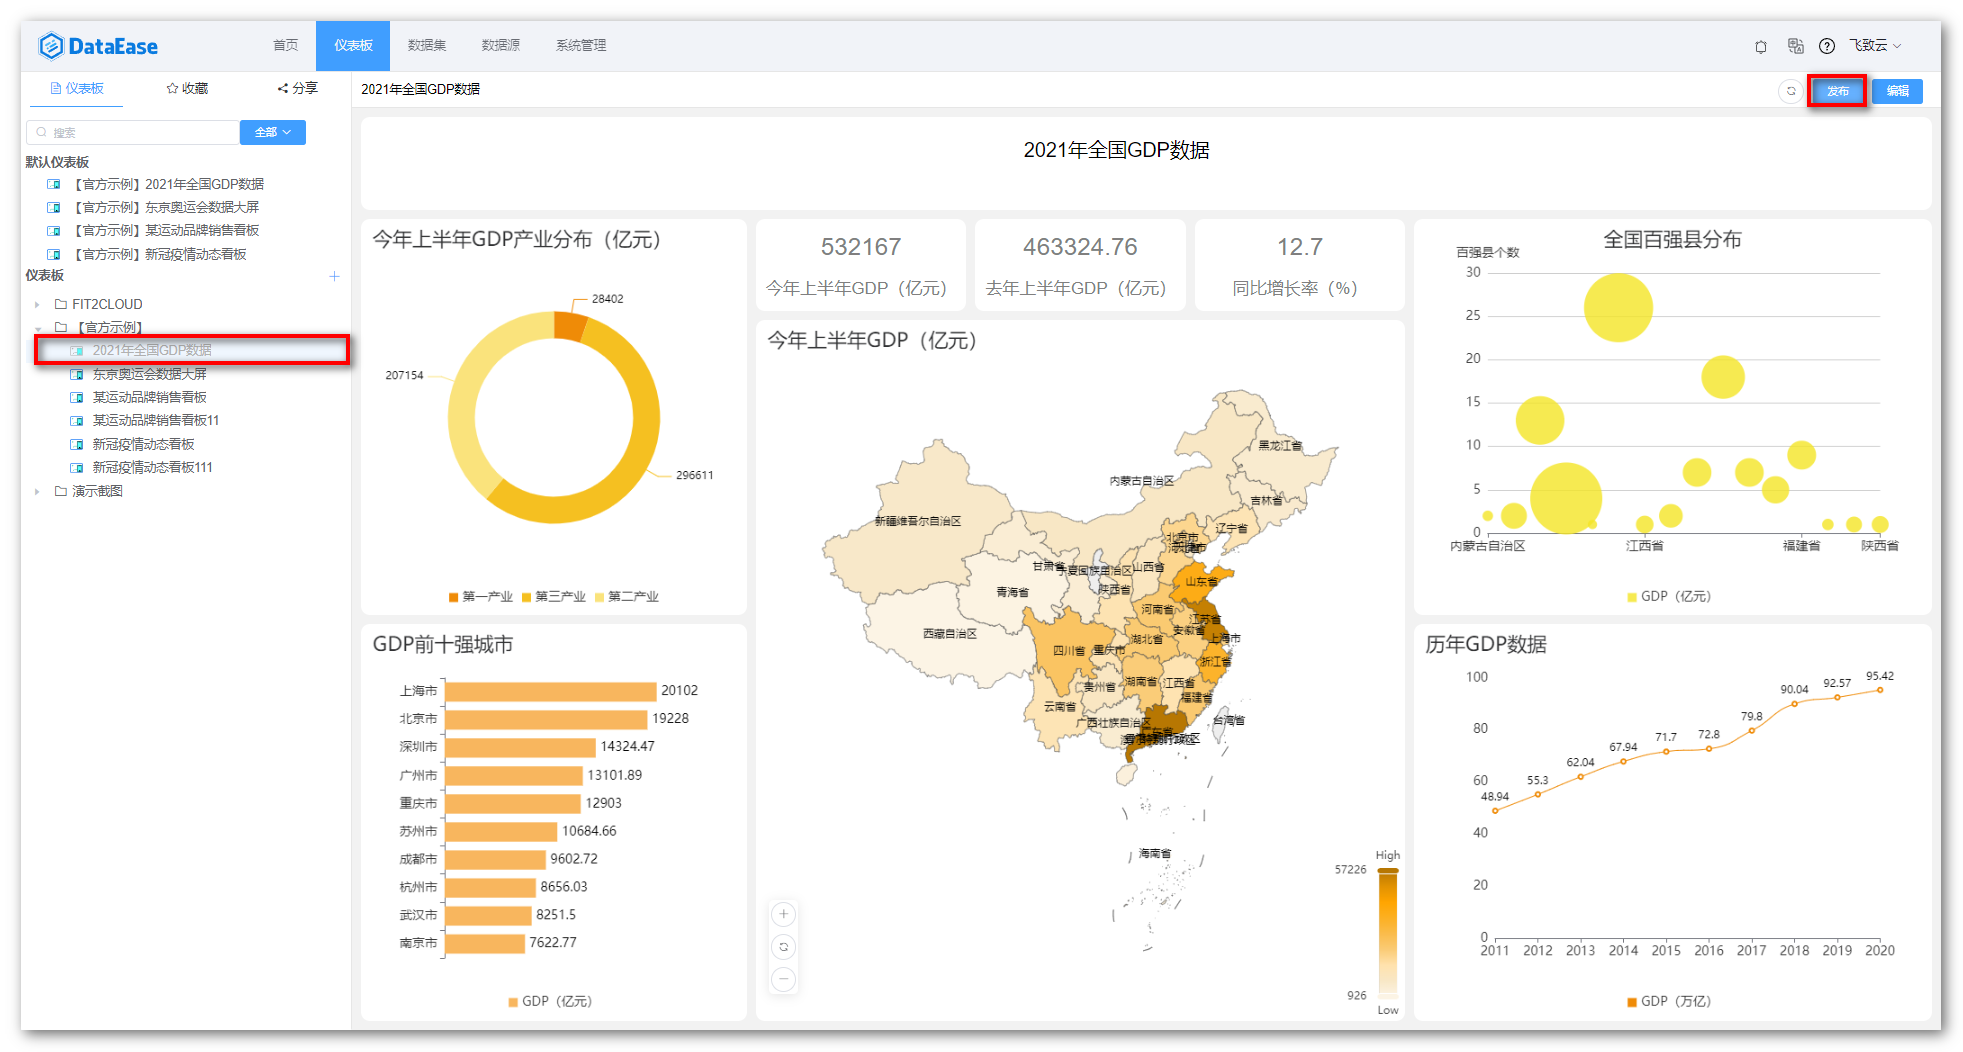 DataEase
首页
仪表板
数据集
数据源
系统管理
飞致云
仪表板
收藏
分享
搜索
全部
默认仪表板
【官方示例】2021年全国GDP数据
【官方示例】东京奥运会数据大屏
【官方示例】某运动品牌销售看板
【官方示例】新冠疫情动态看板
仪表板
FIT2CLOUD
【官方示例】
2021年全国GDP数据
东京奥运会数据大屏
某运动品牌销售看板
某运动品牌销售看板11
新冠疫情动态看板
新冠疫情动态看板111
演示截图
2021年全国GDP数据
发布
编辑
2021年全国GDP数据
今年上半年GDP产业分布（亿元）
28402
207154
296611
第一产业
第三产业
第二产业
532167
今年上半年GDP（亿元）
463324.76
去年上半年GDP（亿元）
12.7
同比增长率（%）
今年上半年GDP（亿元）
黑龙江省
内蒙古自治区
吉林省
新疆维吾尔自治区
辽宁省
北京市
甘肃省
宁夏回族自治区
山西省
陕西省
山东省
青海省
河南省
江苏省
西藏自治区
安徽省
湖北省
上海市
四川省
重庆市
浙江省
贵州省
湖南省
江西省
福建省
云南省
广西壮族自治区
台湾省
广东省
海南省
High
57226
926
Low
全国百强县分布
百强县个数
30
25
20
15
10
5
0
内蒙古自治区
江西省
福建省
陕西省
GDP（亿元）
GDP前十强城市
上海市 20102
北京市 19228
深圳市 14324.47
广州市 13101.89
重庆市 12903
苏州市 10684.66
成都市 9602.72
杭州市 8656.03
武汉市 8251.5
南京市 7622.77
GDP（亿元）
历年GDP数据
100
80
60
40
20
0
48.94
55.3
62.04
67.94
71.7
72.8
79.8
90.04
92.57
95.42
2011 2012 2013 2014 2015 2016 2017 2018 2019 2020
GDP（万亿）